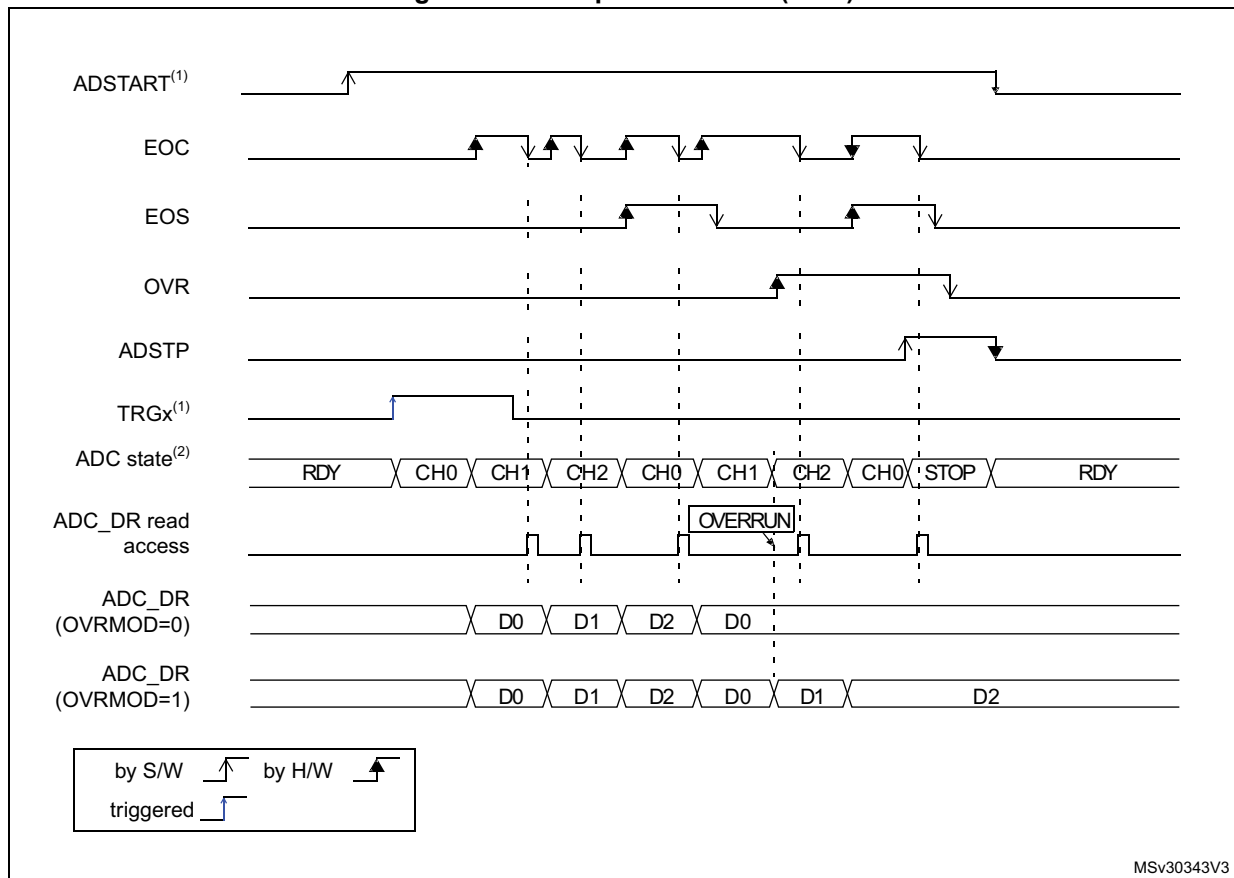 ADSTART(1)
EOC
EOS
OVR
ADSTP
TRGx(1)
ADC state(2)
RDY CH0 CH1 CH2 CH0 CH1 CH2 CH0 STOP RDY
ADC_DR read
access
OVERRUN
ADC_DR
(OVRMOD=0)
D0 D1 D2 D0
ADC_DR
(OVRMOD=1)
D0 D1 D2 D0 D1 D2
by S/W by H/W
triggered
MSv30343V3